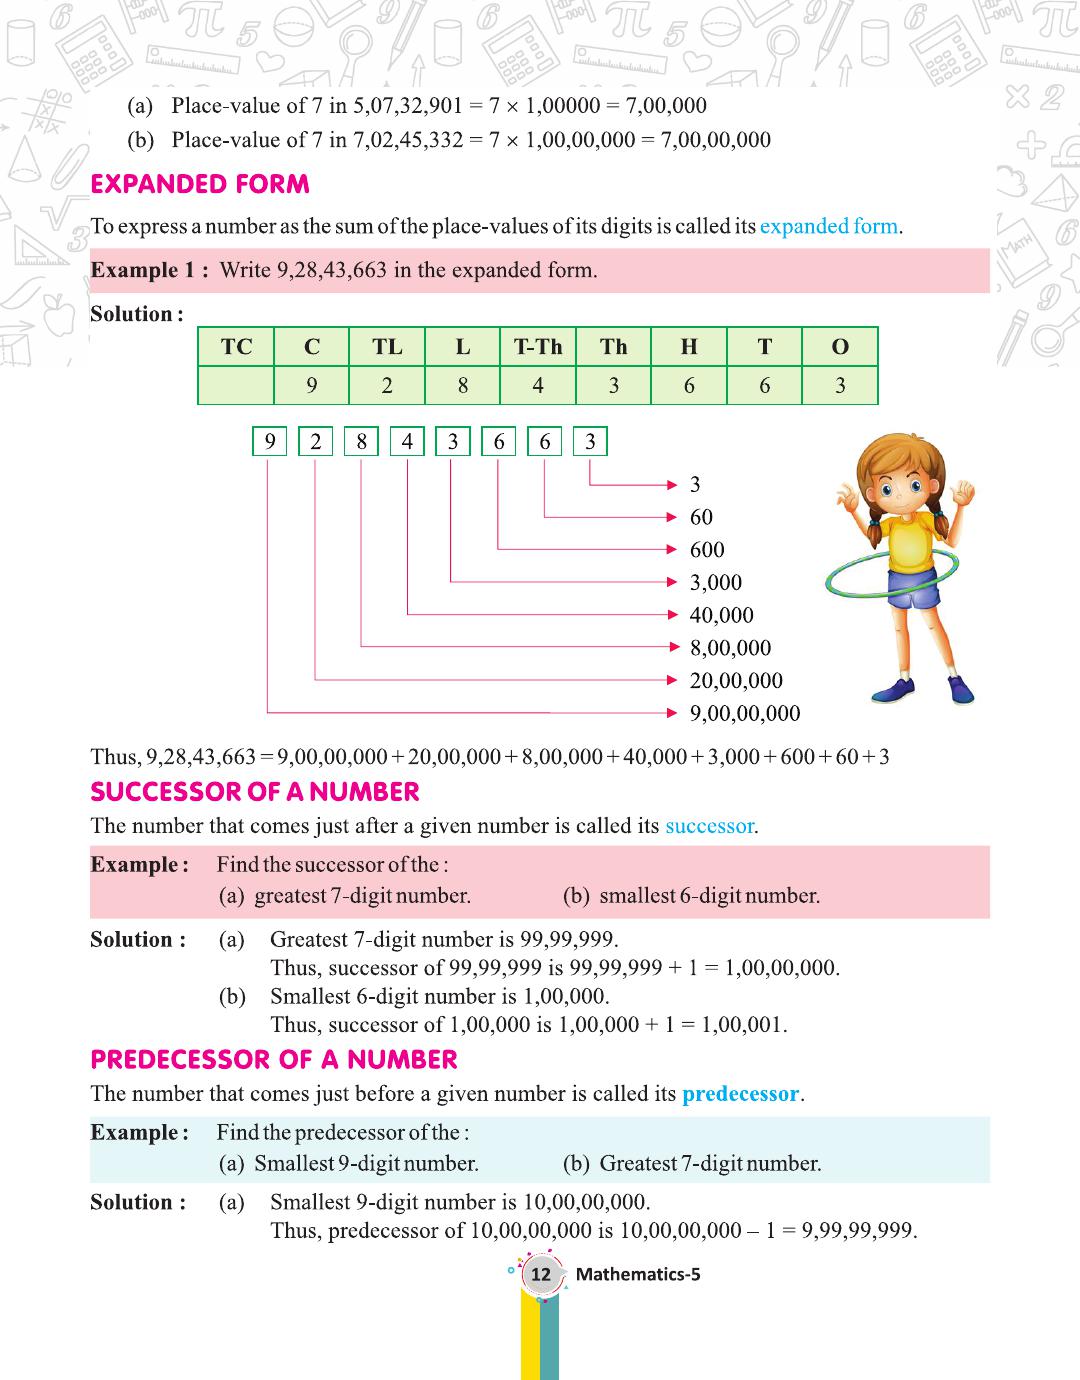 (a) Place-value of 7 in 5,07,32,901 = 7 × 1,00000 = 7,00,000
(b) Place-value of 7 in 7,02,45,332 = 7 × 1,00,00,000 = 7,00,00,000
EXPANDED FORM
To express a number as the sum of the place-values of its digits is called its expanded form.
Example 1 : Write 9,28,43,663 in the expanded form.
Solution :
TC C TL L T-Th Th H T O
9 2 8 4 3 6 6 3
9 2 8 4 3 6 6 3
3
60
600
3,000
40,000
8,00,000
20,00,000
9,00,00,000
Thus, 9,28,43,663 = 9,00,00,000 + 20,00,000 + 8,00,000 + 40,000 + 3,000 + 600 + 60 + 3
SUCCESSOR OF A NUMBER
The number that comes just after a given number is called its successor.
Example : Find the successor of the :
(a) greatest 7-digit number. (b) smallest 6-digit number.
Solution : (a) Greatest 7-digit number is 99,99,999.
Thus, successor of 99,99,999 is 99,99,999 + 1 = 1,00,00,000.
(b) Smallest 6-digit number is 1,00,000.
Thus, successor of 1,00,000 is 1,00,000 + 1 = 1,00,001.
PREDECESSOR OF A NUMBER
The number that comes just before a given number is called its predecessor.
Example : Find the predecessor of the :
(a) Smallest 9-digit number. (b) Greatest 7-digit number.
Solution : (a) Smallest 9-digit number is 10,00,00,000.
Thus, predecessor of 10,00,00,000 is 10,00,00,000 – 1 = 9,99,99,999.
12 Mathematics-5